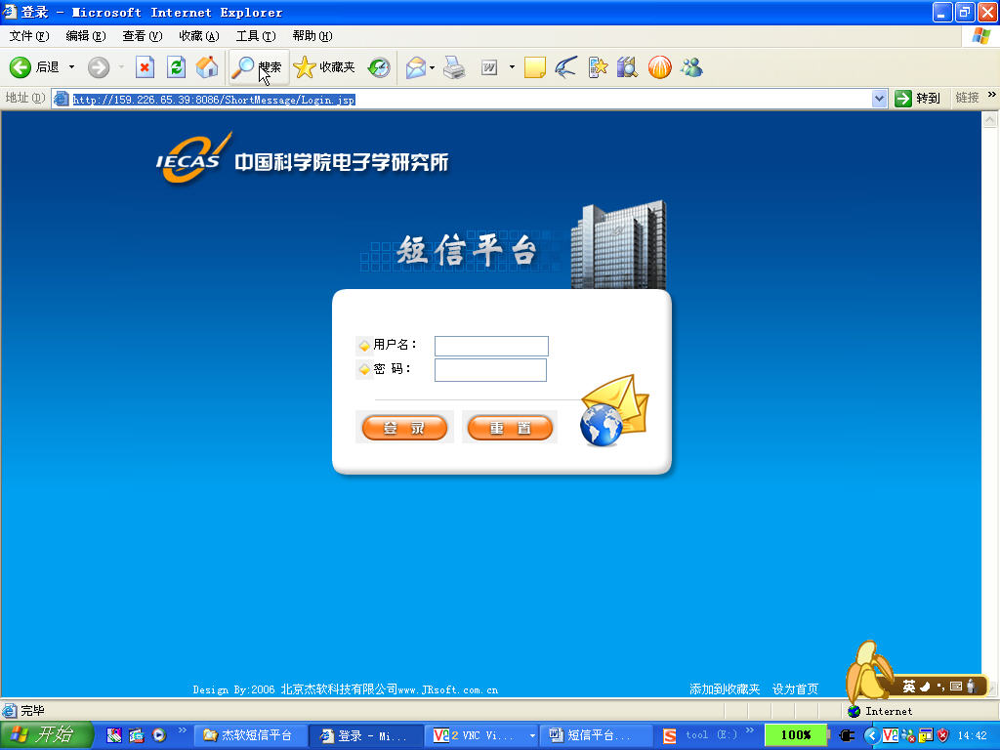 登录 - Microsoft Internet Explorer
文件(F) 编辑(E) 查看(V) 收藏(A) 工具(T) 帮助(H)
后退 搜索 收藏夹
地址(D) http://159.226.65.39:8086/ShortMessage/Login.jsp 转到 链接 »
IECAS 中国科学院电子学研究所
短信平台
用户名：
密 码：
登 录 重 置
Design By:2006 北京杰软科技有限公司www.JRsoft.com.cn 添加到收藏夹 设为首页
英
完毕 Internet
开始 » 杰软短信平台 登录 - Mi... 2 VNC Vi... 短信平台... tool (E:) » 100% 14:42